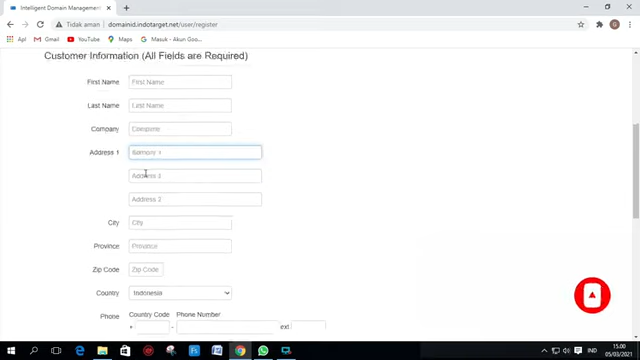 Intelligent Domain Management
Tidak aman | domainid.indotarget.net/user/register
Apl Gmail YouTube Maps Masuk - Akun Goo...
Customer Information (All Fields are Required)
First Name First Name
Last Name Last Name
Company
Address 1
Address
Address 2
City City
Province Province
Zip Code Zip Code
Country Indonesia
Country Code Phone Number
Phone + - ext
IND
15.00
05/03/2021